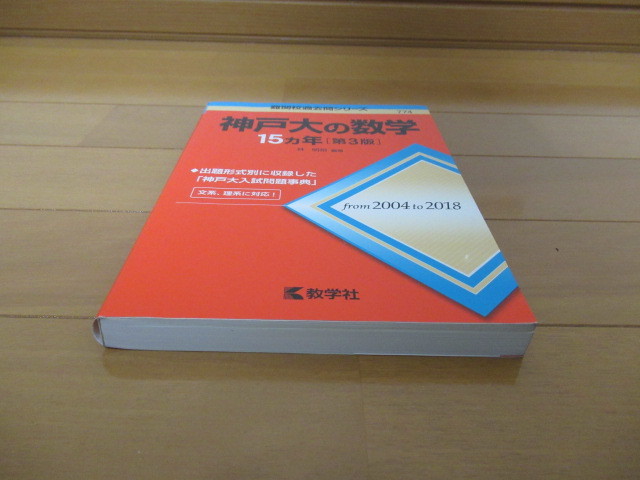 難関校過去問シリーズ
774
神戸大の数学
15カ年[第3版]
◆出題形式別に収録した
「神戸大入試問題事典」
文系、理系に対応!
from 2004 to 2018
教学社